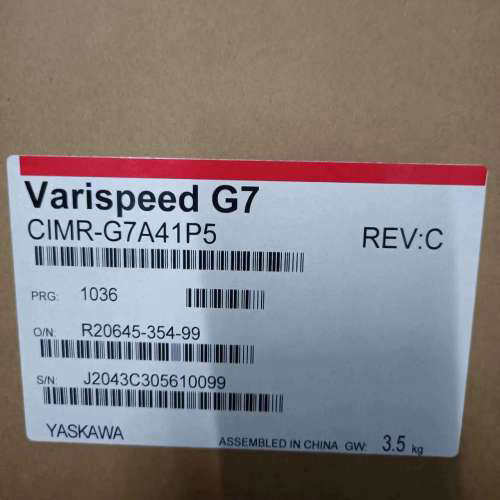 Varispeed G7
CIMR-G7A41P5 REV:C
PRG: 1036
O/N: R20645-354-99
S/N: J2043C305610099
YASKAWA ASSEMBLED IN CHINA GW: 3.5 kg